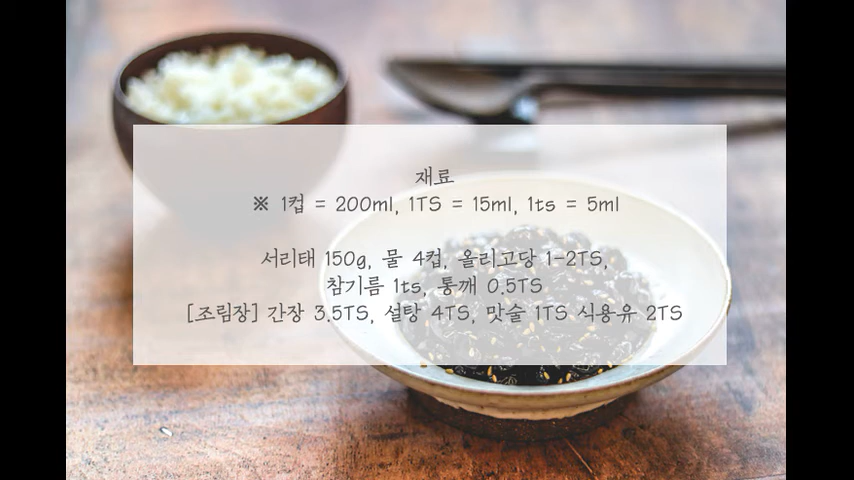 재료
※ 1컵 = 200ml, 1TS = 15ml, 1ts = 5ml
서리태 150g, 물 4컵, 올리고당 1-2TS,
참기름 1ts, 통깨 0.5TS
[조림장] 간장 3.5TS, 설탕 4TS, 맛술 1TS 식용유 2TS